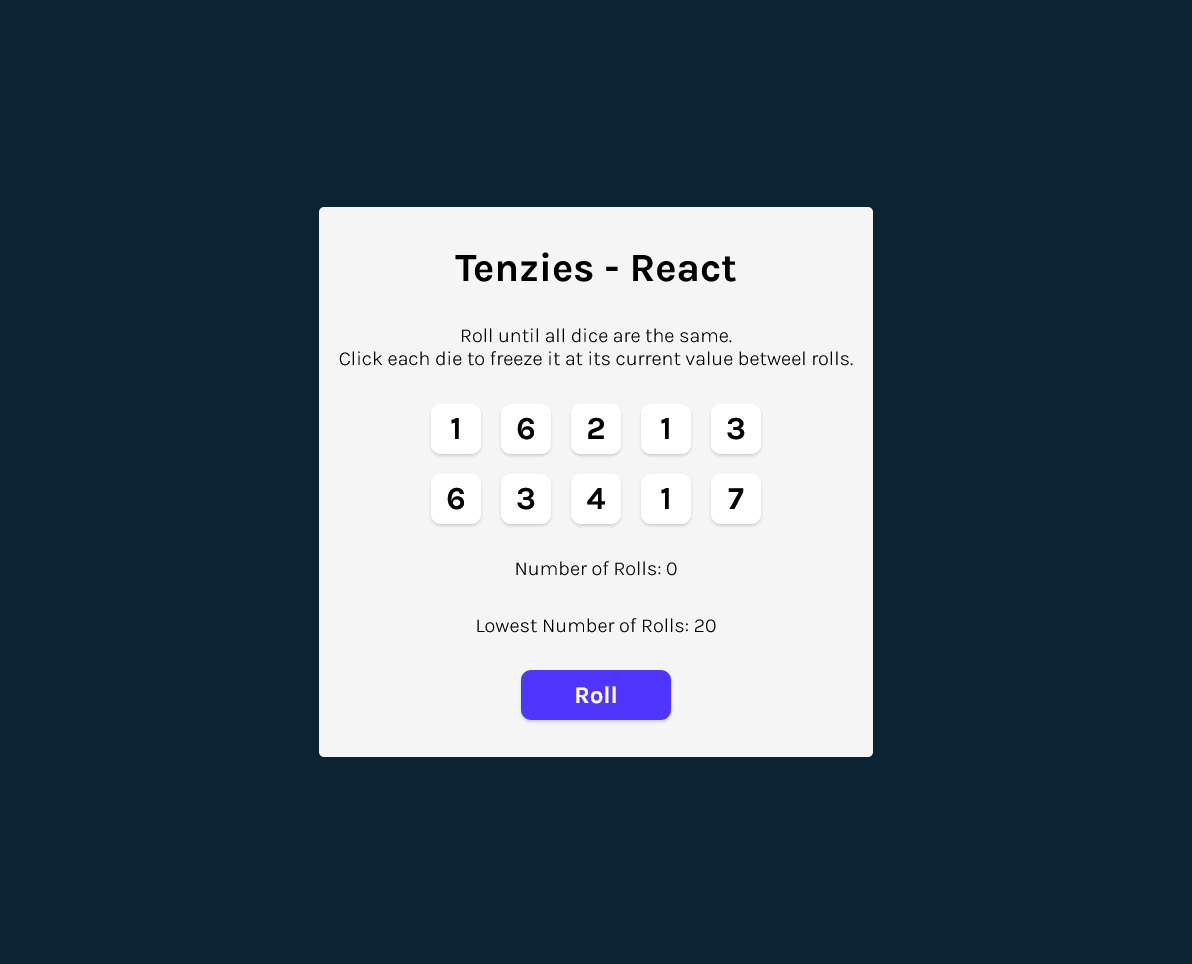 Tenzies - React
Roll until all dice are the same.
Click each die to freeze it at its current value betweel rolls.
1 6 2 1 3
6 3 4 1 7
Number of Rolls: 0
Lowest Number of Rolls: 20
Roll